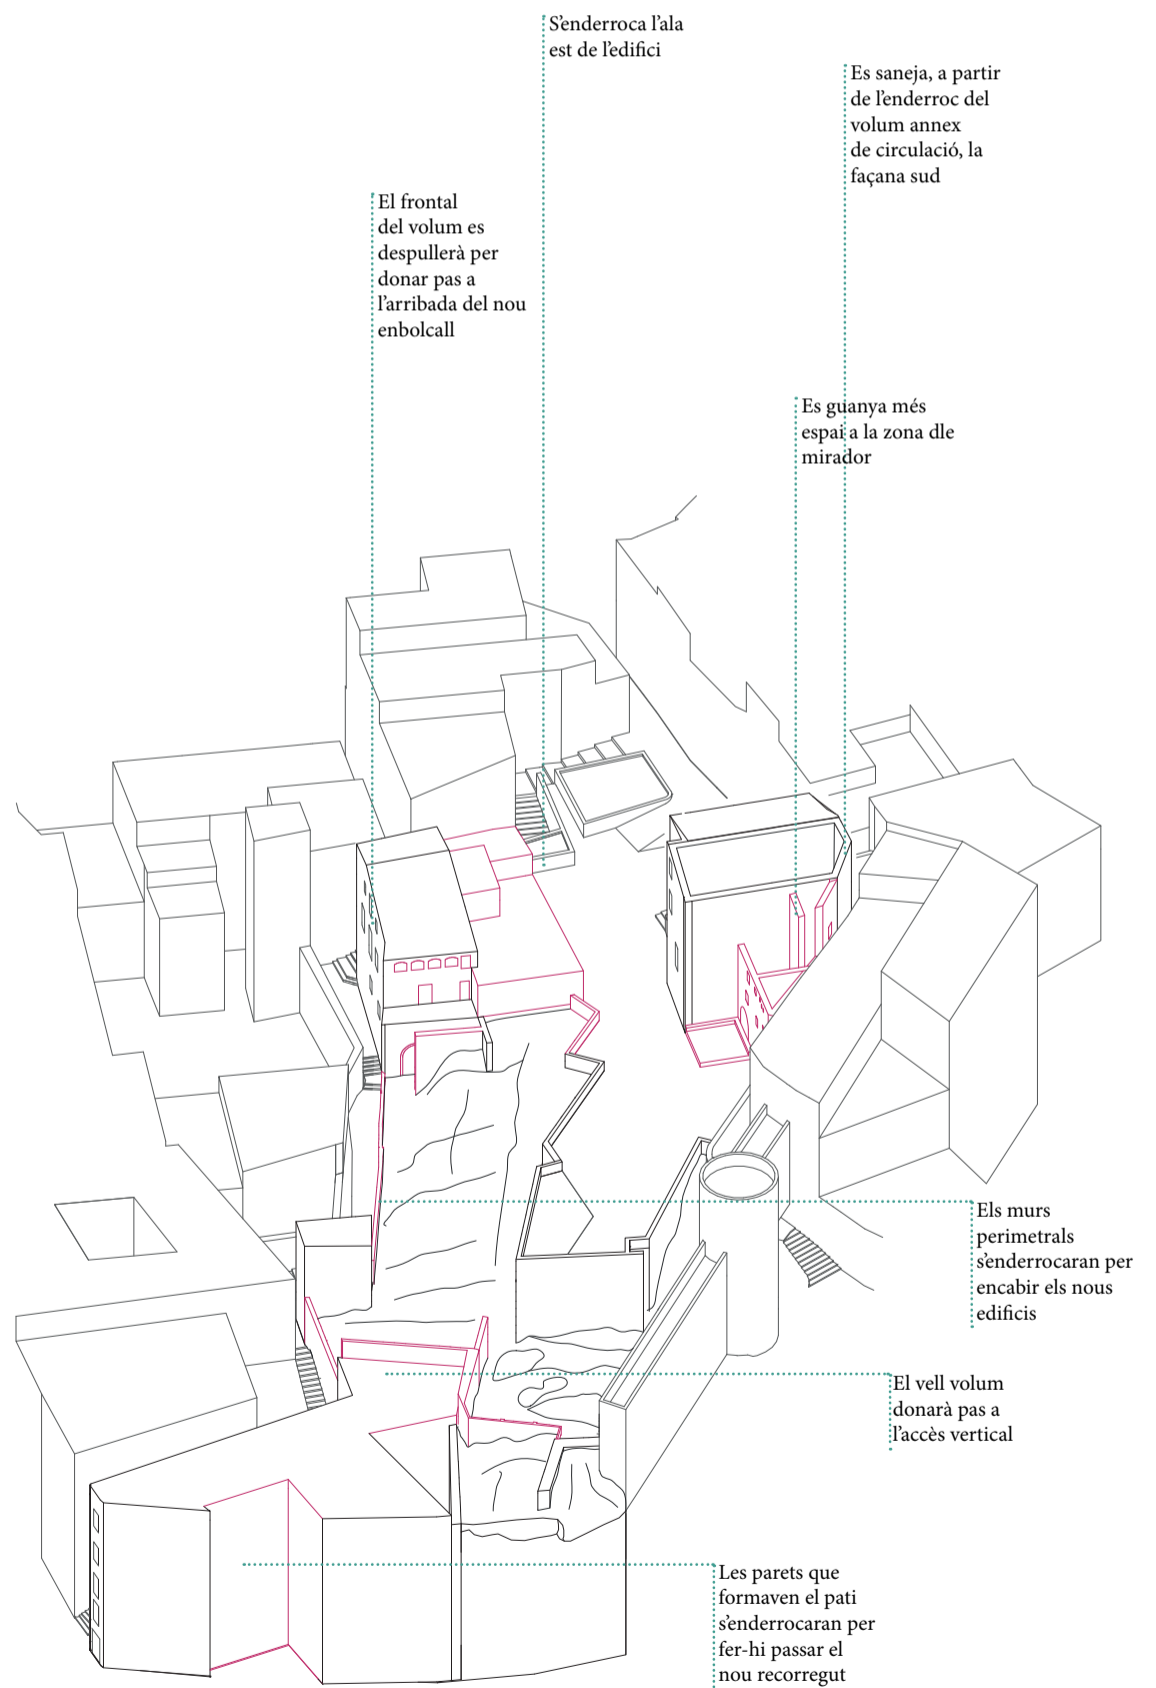 S'enderroca l'ala
est de l'edifici
Es saneja, a partir
de l'enderroc del
volum annex
de circulació, la
façana sud
El frontal
del volum es
despullerà per
donar pas a
l'arribada del nou
enbolcall
Es guanya més
espai a la zona dle
mirador
Els murs
perimetrals
s'enderrocaran per
encabir els nous
edificis
El vell volum
donarà pas a
l'accès vertical
Les parets que
formaven el pati
s'enderrocaran per
fer-hi passar el
nou recorregut